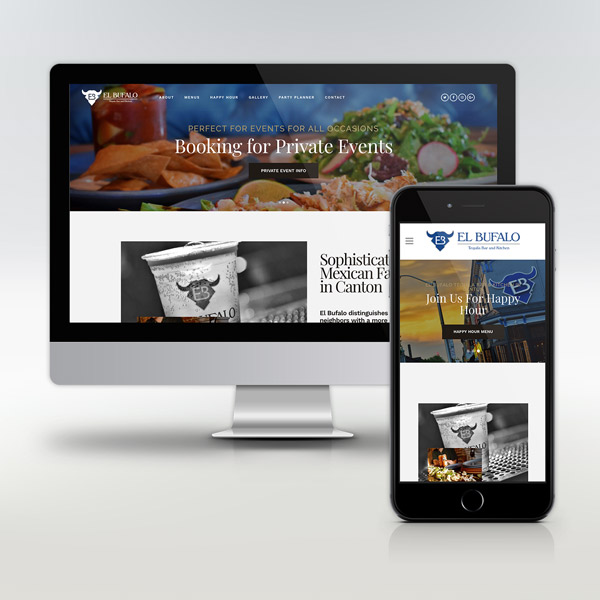 EB EL BUFALO
ABOUT MENUS HAPPY HOUR GALLERY PARTY PLANNER CONTACT
PERFECT FOR EVENTS FOR ALL OCCASIONS
Booking for Private Events
PRIVATE EVENT INFO
Sophisticat
Mexican Fa
in Canton
El Bufalo distinguishes
neighbors with a more
EB
EB EL BUFALO
Tequila Bar and Kitchen
Join Us For Happy
Hour
HAPPY HOUR MENU